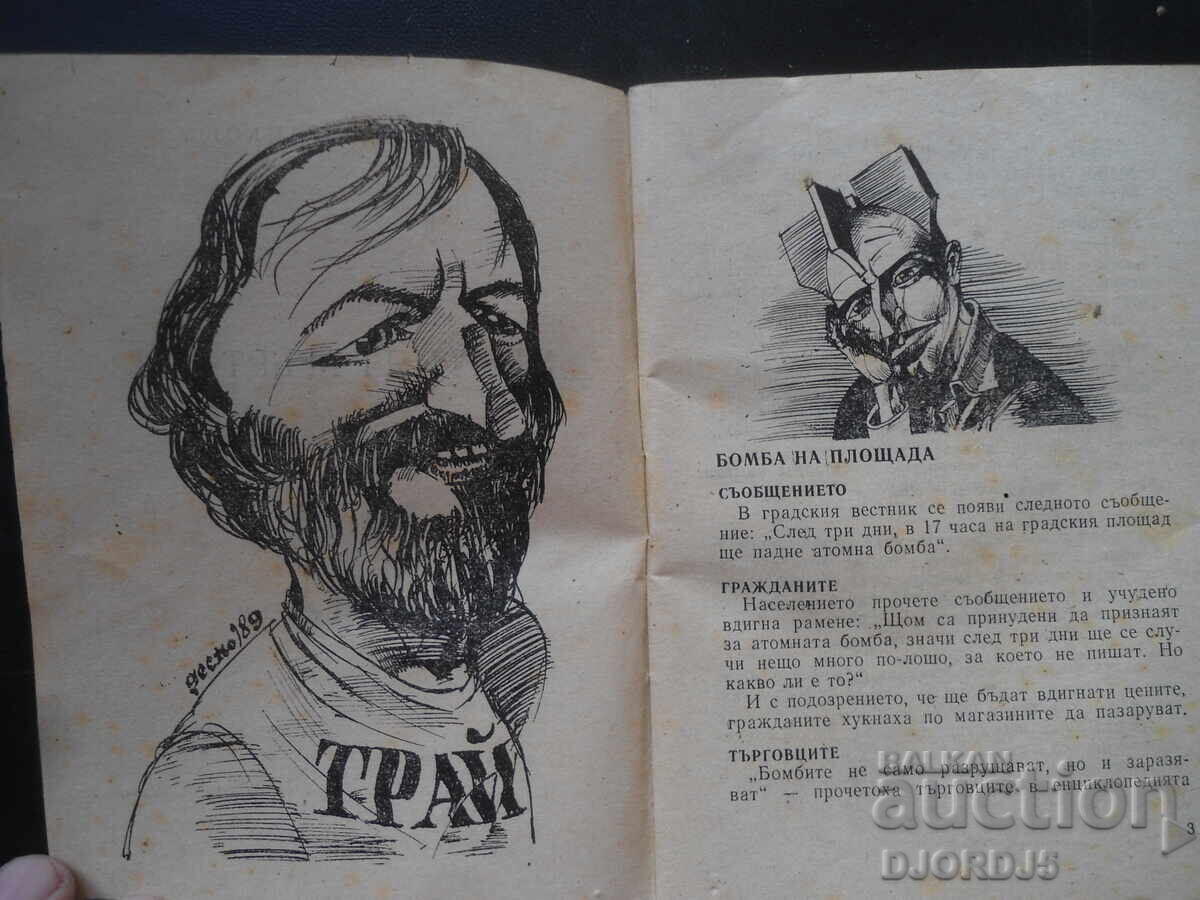 десно'89
ТРАЙ
БОМБА НА ПЛОЩАДА
СЪОБЩЕНИЕТО
В градския вестник се появи следното съобще-
ние: „След три дни, в 17 часа на градския площад
ще падне атомна бомба“.
ГРАЖДАНИТЕ
Населението прочете съобщението и учудено
вдигна рамене: „Щом са принудени да признаят
за атомната бомба, значи след три дни ще се слу-
чи нещо много по-лошо, за което не пишат. Но
какво ли е то?“
И с подозрението, че ще бъдат вдигнати цените,
гражданите хукнаха по магазините да пазаруват.
ТЪРГОВЦИТЕ
„Бомбите не само разрушават, но и заразя-
ват“ — прочетоха търговците в енциклопедията
3
BALKAN
auction
DJORDJ5